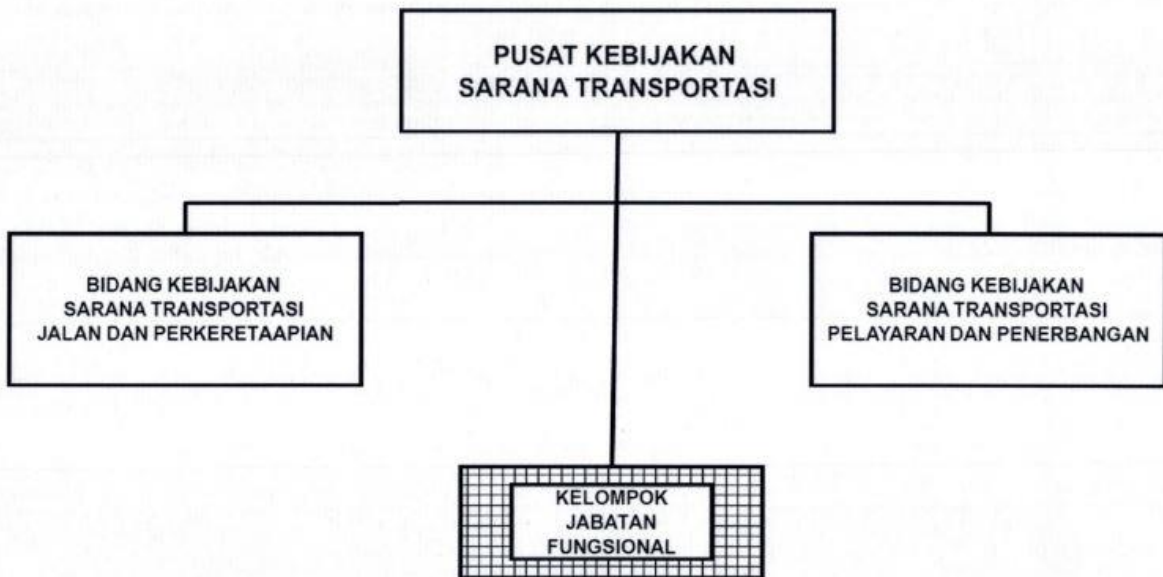 PUSAT KEBIJAKAN
SARANA TRANSPORTASI
BIDANG KEBIJAKAN
SARANA TRANSPORTASI
JALAN DAN PERKERETAAPIAN
BIDANG KEBIJAKAN
SARANA TRANSPORTASI
PELAYARAN DAN PENERBANGAN
KELOMPOK
JABATAN
FUNGSIONAL